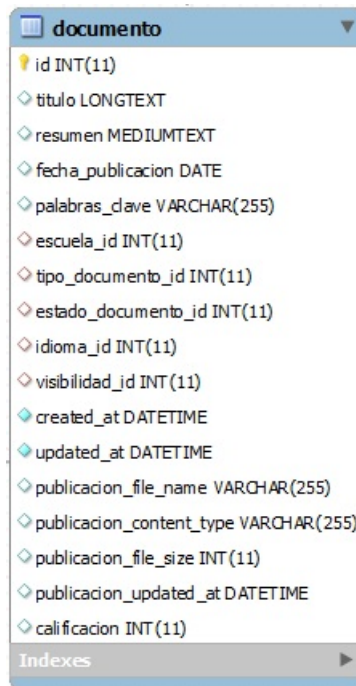 documento
id INT(11)
titulo LONGTEXT
resumen MEDIUMTEXT
fecha_publicacion DATE
palabras_clave VARCHAR(255)
escuela_id INT(11)
tipo_documento_id INT(11)
estado_documento_id INT(11)
idioma_id INT(11)
visibilidad_id INT(11)
created_at DATETIME
updated_at DATETIME
publicacion_file_name VARCHAR(255)
publicacion_content_type VARCHAR(255)
publicacion_file_size INT(11)
publicacion_updated_at DATETIME
calificacion INT(11)
Indexes